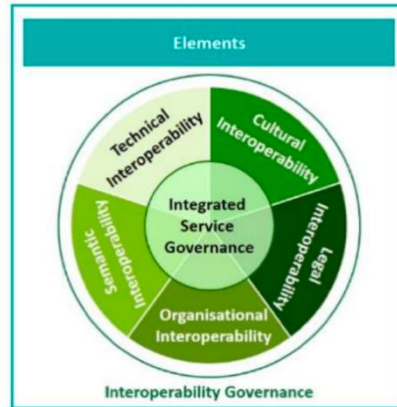 Elements
Technical
Interoperability
Cultural
Interoperability
Integrated
Service
Governance
Semantic
Interoperability
Legal
Interoperability
Organisational
Interoperability
Interoperability Governance